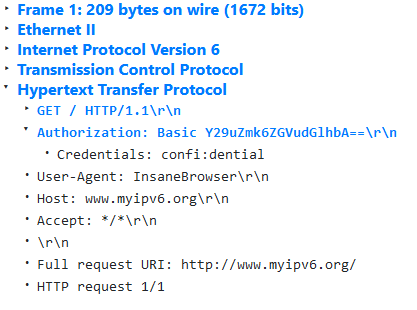 Frame 1: 209 bytes on wire (1672 bits)
Ethernet II
Internet Protocol Version 6
Transmission Control Protocol
Hypertext Transfer Protocol
GET / HTTP/1.1\r\n
Authorization: Basic Y29uZmk6ZGVudGlhbA==\r\n
Credentials: confi:dential
User-Agent: InsaneBrowser\r\n
Host: www.myipv6.org\r\n
Accept: */*\r\n
\r\n
Full request URI: http://www.myipv6.org/
HTTP request 1/1